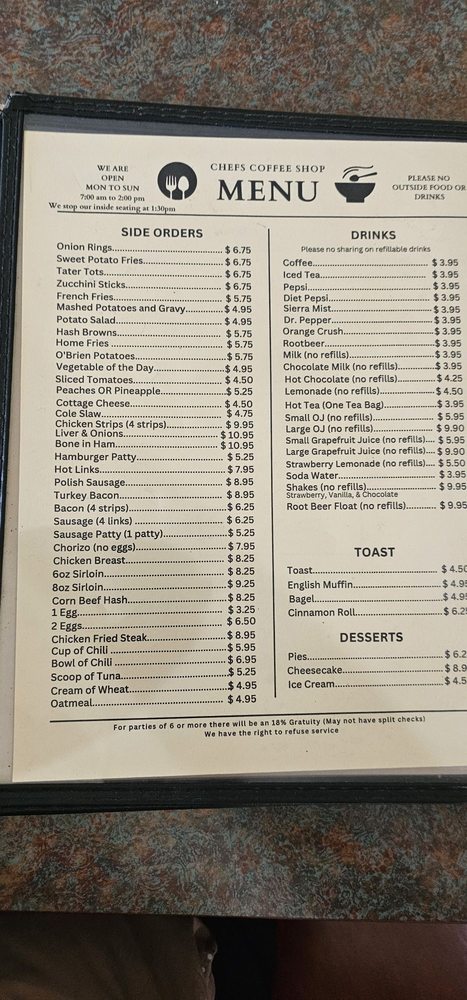 WE ARE
OPEN
MON TO SUN
7:00 am to 2:00 pm
We stop our inside seating at 1:30pm
CHEFS COFFEE SHOP
MENU
PLEASE NO
OUTSIDE FOOD OR
DRINKS
SIDE ORDERS
Onion Rings $ 6.75
Sweet Potato Fries $ 6.75
Tater Tots $ 6.75
Zucchini Sticks $ 6.75
French Fries $ 5.75
Mashed Potatoes and Gravy $ 4.95
Potato Salad $ 4.95
Hash Browns $ 5.75
Home Fries $ 5.75
O'Brien Potatoes $ 5.75
Vegetable of the Day $ 4.95
Sliced Tomatoes $ 4.50
Peaches OR Pineapple $ 5.25
Cottage Cheese $ 4.50
Cole Slaw $ 4.75
Chicken Strips (4 strips) $ 9.95
Liver & Onions $ 10.95
Bone in Ham $ 10.95
Hamburger Patty $ 5.25
Hot Links $ 7.95
Polish Sausage $ 8.95
Turkey Bacon $ 8.95
Bacon (4 strips) $ 6.25
Sausage (4 links) $ 6.25
Sausage Patty (1 patty) $ 5.25
Chorizo (no eggs) $ 7.95
Chicken Breast $ 8.25
6oz Sirloin $ 8.25
8oz Sirloin $ 9.25
Corn Beef Hash $ 8.25
1 Egg $ 3.25
2 Eggs $ 6.50
Chicken Fried Steak $ 8.95
Cup of Chili $ 5.95
Bowl of Chili $ 6.95
Scoop of Tuna $ 5.25
Cream of Wheat $ 4.95
Oatmeal $ 4.95
DRINKS
Please no sharing on refillable drinks
Coffee $ 3.95
Iced Tea $ 3.95
Pepsi $ 3.95
Diet Pepsi $ 3.95
Sierra Mist $ 3.95
Dr. Pepper $ 3.95
Orange Crush $ 3.95
Rootbeer $ 3.95
Milk (no refills) $ 3.95
Chocolate Milk (no refills) $ 3.95
Hot Chocolate (no refills) $ 4.25
Lemonade (no refills) $ 4.50
Hot Tea (One Tea Bag) $ 3.95
Small OJ (no refills) $ 5.95
Large OJ (no refills) $ 9.90
Small Grapefruit Juice (no refills) $ 5.95
Large Grapefruit Juice (no refills) $ 9.90
Strawberry Lemonade (no refills) $ 5.50
Soda Water $ 3.95
Shakes (no refills) $ 9.95
Strawberry, Vanilla, & Chocolate
Root Beer Float (no refills) $ 9.95
TOAST
Toast $ 4.50
English Muffin $ 4.95
Bagel $ 4.95
Cinnamon Roll $ 6.2
DESSERTS
Pies $ 6.2
Cheesecake $ 8.9
Ice Cream $ 4.5
For parties of 6 or more there will be an 18% Gratuity (May not have split checks)
We have the right to refuse service